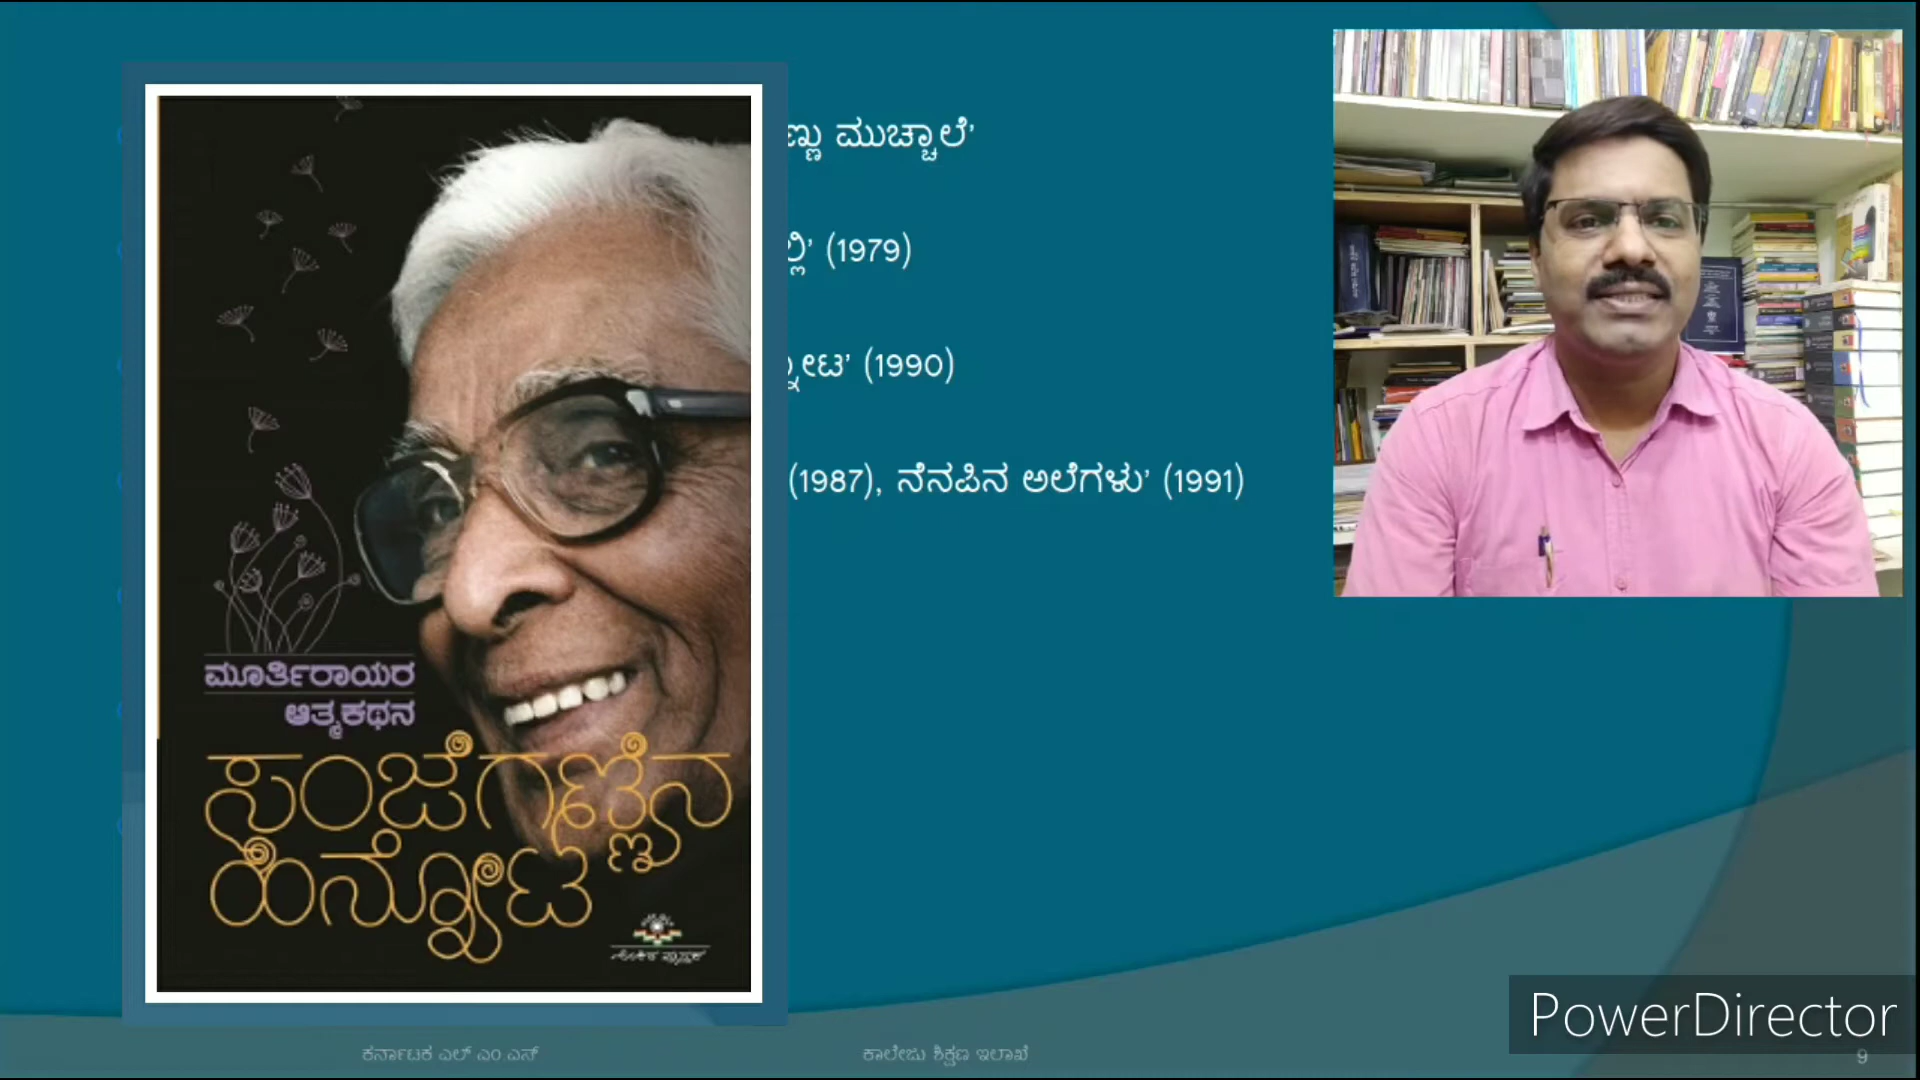 ಣ್ಣು ಮುಚ್ಚಾಲೆ’
ಲ್ಲಿ’ (1979)
ನ್ನೋಟ’ (1990)
(1987), ನೆನಪಿನ ಅಲೆಗಳು’ (1991)
ಮೂರ್ತಿರಾಯರ
ಆತ್ಮಕಥನ
ಸಂಜೆಗಣ್ಣಿನ
ಹಿನ್ನೋಟ
ಕರ್ನಾಟಕ ಎಲ್ ಎಂ ಎಸ್
ಕಾಲೇಜು ಶಿಕ್ಷಣ ಇಲಾಖೆ
9
PowerDirector